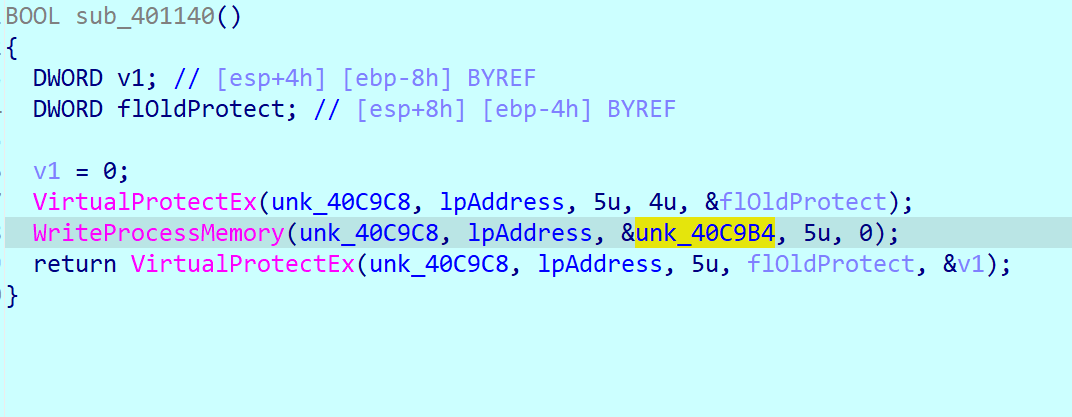 BOOL sub_401140()
{
DWORD v1; // [esp+4h] [ebp-8h] BYREF
DWORD flOldProtect; // [esp+8h] [ebp-4h] BYREF
v1 = 0;
VirtualProtectEx(unk_40C9C8, lpAddress, 5u, 4u, &flOldProtect);
WriteProcessMemory(unk_40C9C8, lpAddress, &unk_40C9B4, 5u, 0);
return VirtualProtectEx(unk_40C9C8, lpAddress, 5u, flOldProtect, &v1);
}